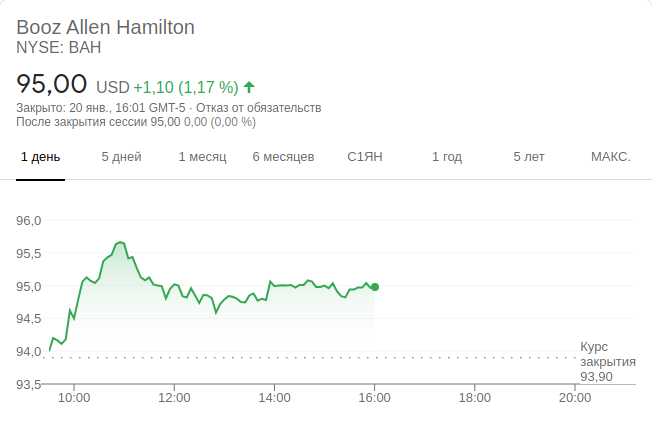 Booz Allen Hamilton
NYSE: BAH
95,00 USD +1,10 (1,17 %)
Закрыто: 20 янв., 16:01 GMT-5 · Отказ от обязательств
После закрытия сессии 95,00 0,00 (0,00 %)
1 день 5 дней 1 месяц 6 месяцев С1ЯН 1 год 5 лет МАКС.
96,0
95,5
95,0
94,5
94,0
93,5
Курс
закрытия
93,90
10:00 12:00 14:00 16:00 18:00 20:00